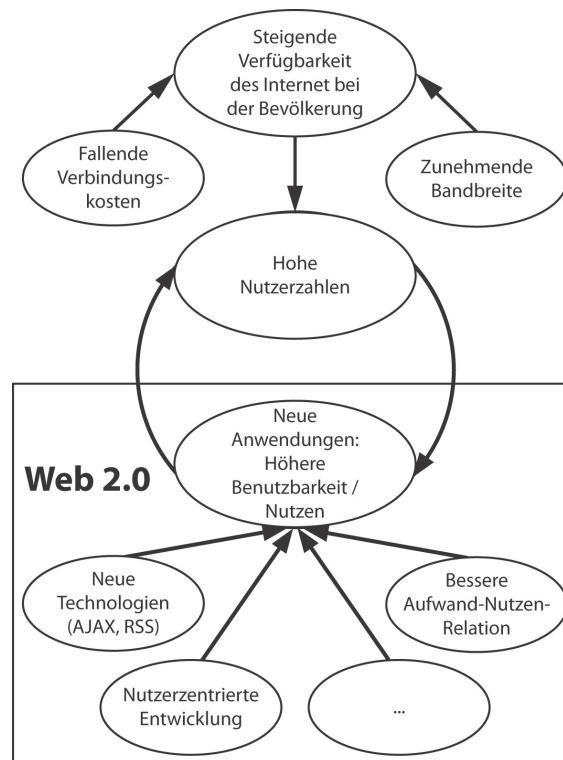 Steigende
Verfügbarkeit
des Internet bei
der Bevölkerung
Fallende
Verbindungs-
kosten
Zunehmende
Bandbreite
Hohe
Nutzerzahlen
Neue
Anwendungen:
Höhere
Benutzbarkeit /
Nutzen
Web 2.0
Neue
Technologien
(AJAX, RSS)
Bessere
Aufwand-Nutzen-
Relation
Nutzerzentrierte
Entwicklung
...